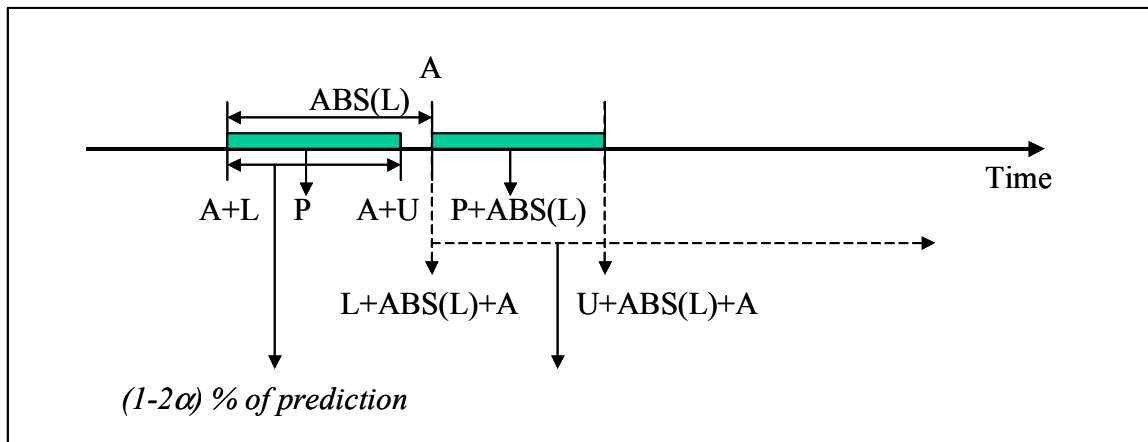 A
ABS(L)
Time
A+L P A+U P+ABS(L)
L+ABS(L)+A U+ABS(L)+A
(1-2α) % of prediction